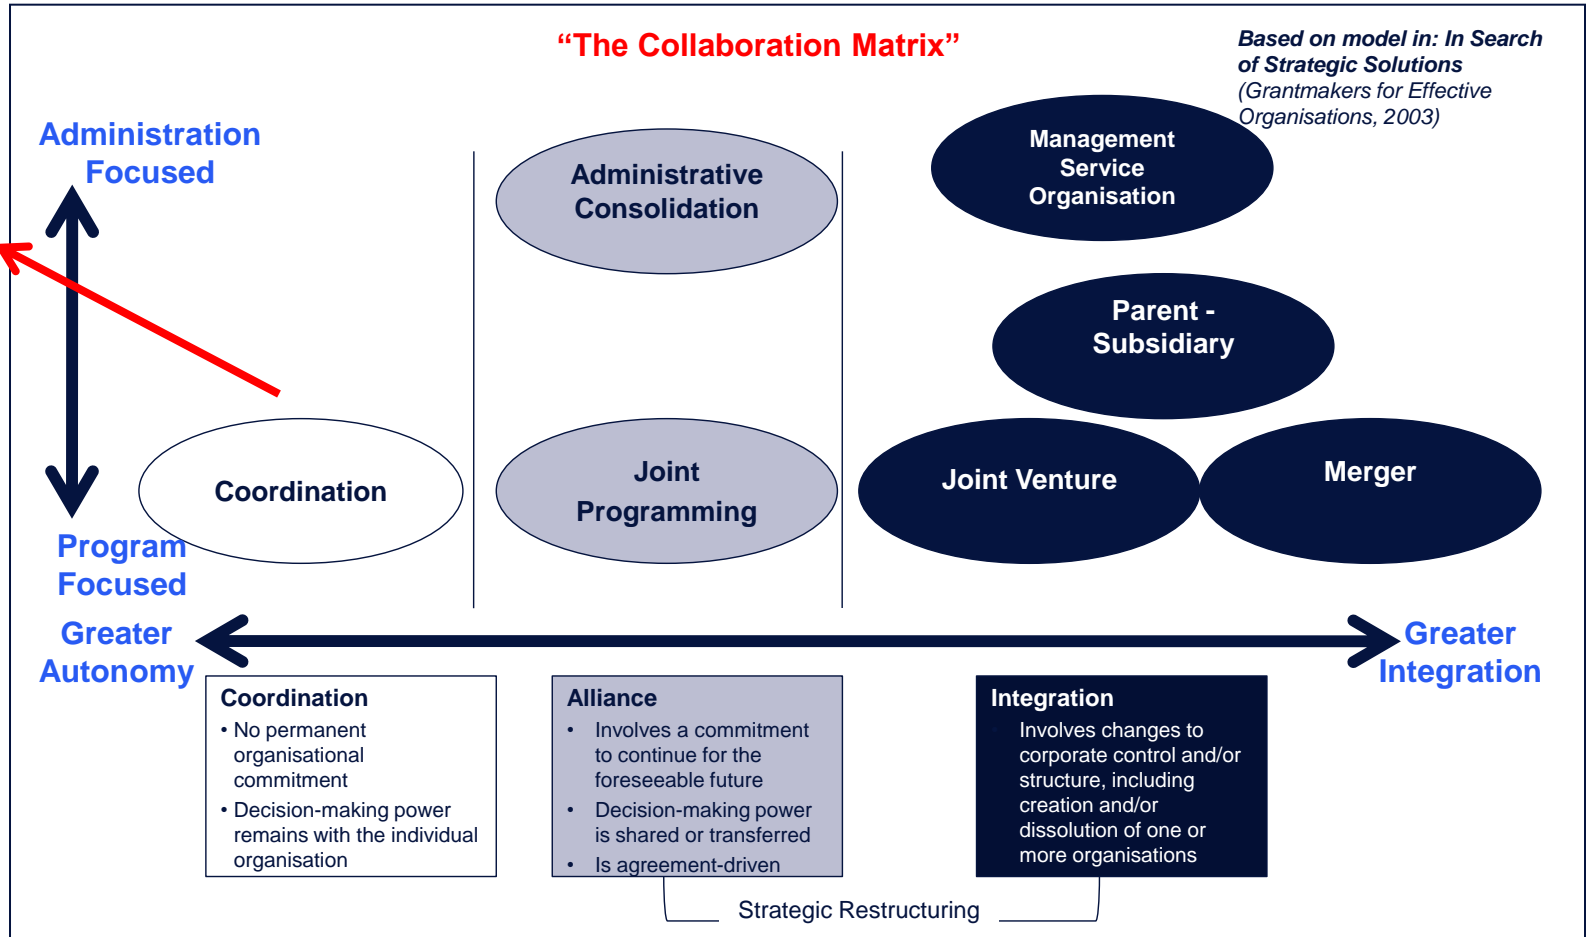 “The Collaboration Matrix”
Based on model in: In Search
of Strategic Solutions
(Grantmakers for Effective
Organisations, 2003)
Administration
Focused
Administrative
Consolidation
Management
Service
Organisation
Parent -
Subsidiary
Coordination
Joint
Programming
Joint Venture
Merger
Program
Focused
Greater
Autonomy
Greater
Integration
Coordination
• No permanent
organisational
commitment
• Decision-making power
remains with the individual
organisation
Alliance
• Involves a commitment
to continue for the
foreseeable future
• Decision-making power
is shared or transferred
• Is agreement-driven
Integration
Involves changes to
corporate control and/or
structure, including
creation and/or
dissolution of one or
more organisations
Strategic Restructuring